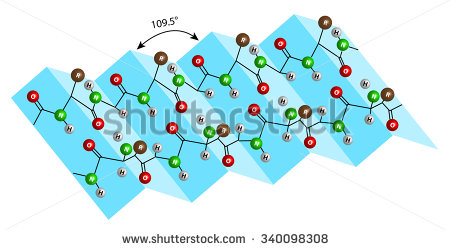 109.5°
O N H R H N O O N H R H N O O N H R H N O O N H R H N O
O N H H N R O H O N H H N R O H O N H H N R O H O N H H N R O
www.shutterstock.com · 340098308